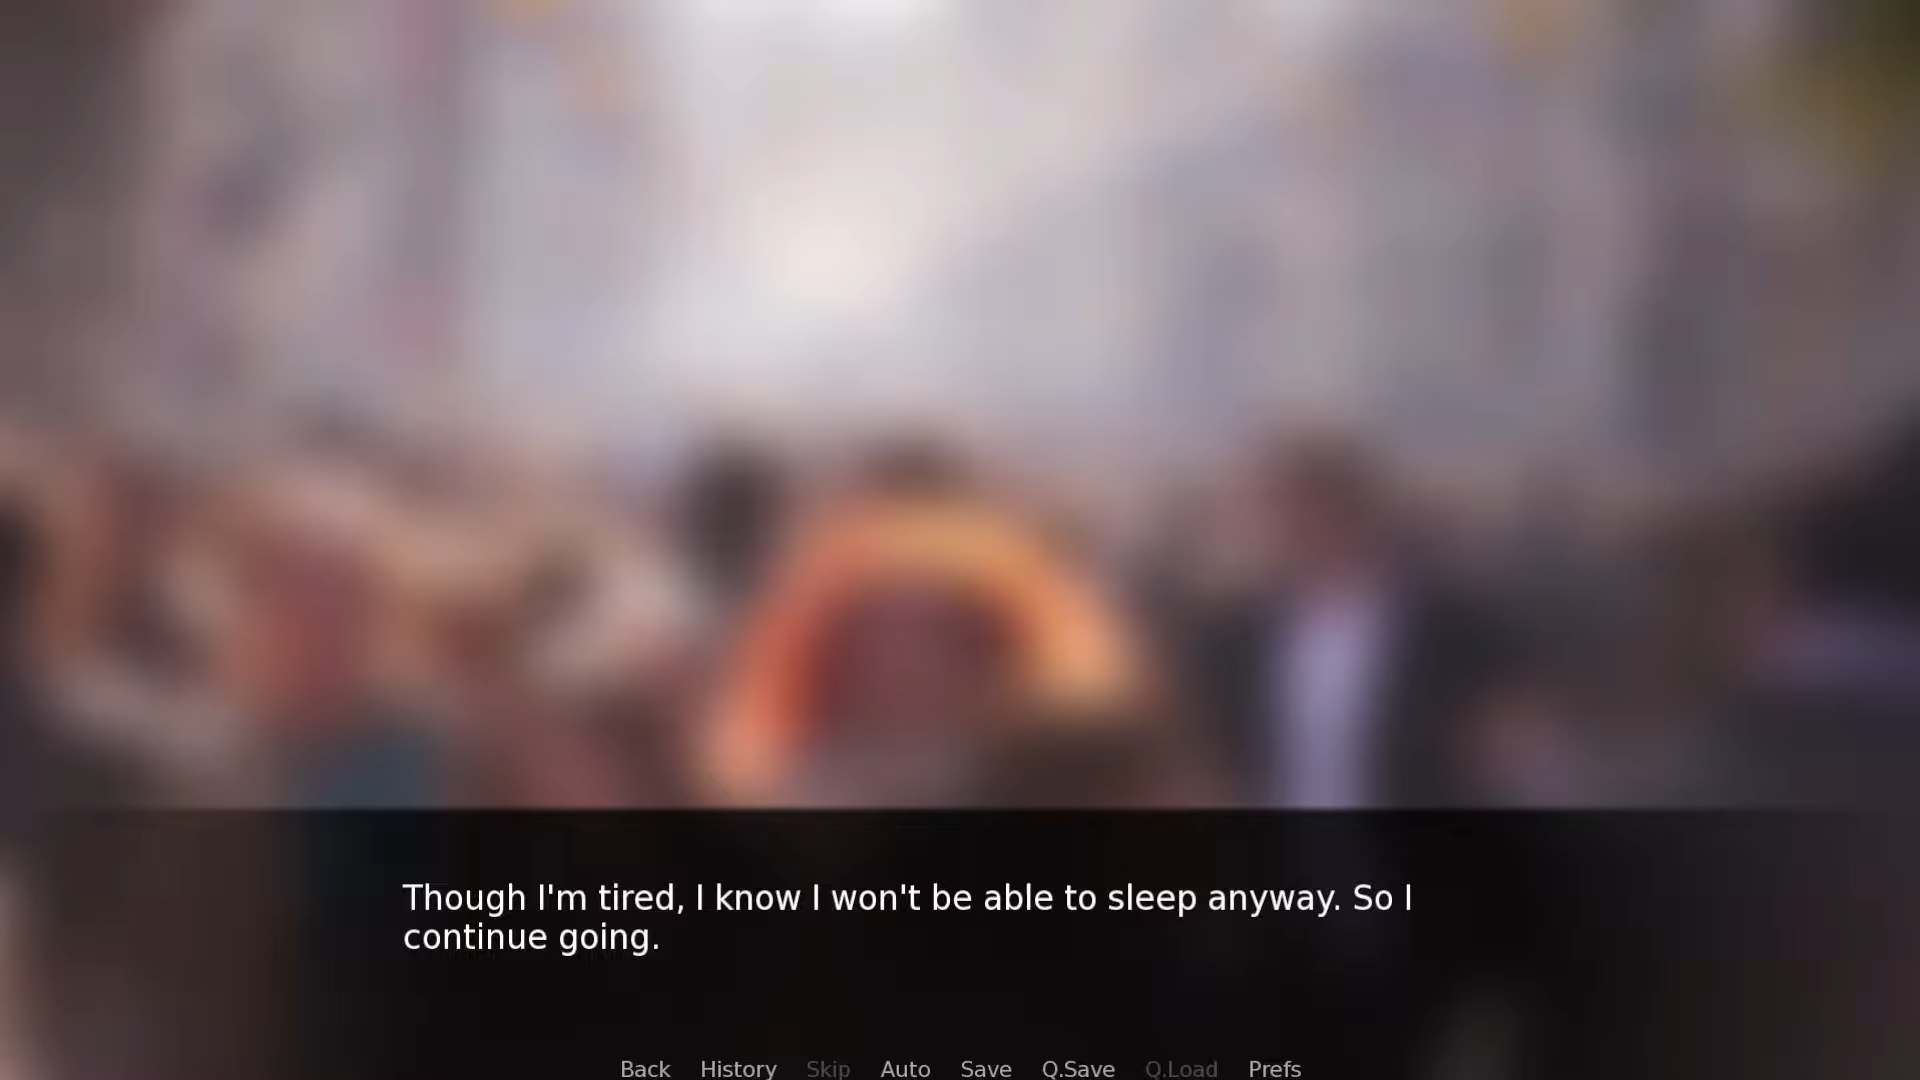 Though I'm tired, I know I won't be able to sleep anyway. So I
continue going.
Back History Skip Auto Save Q.Save Q.Load Prefs